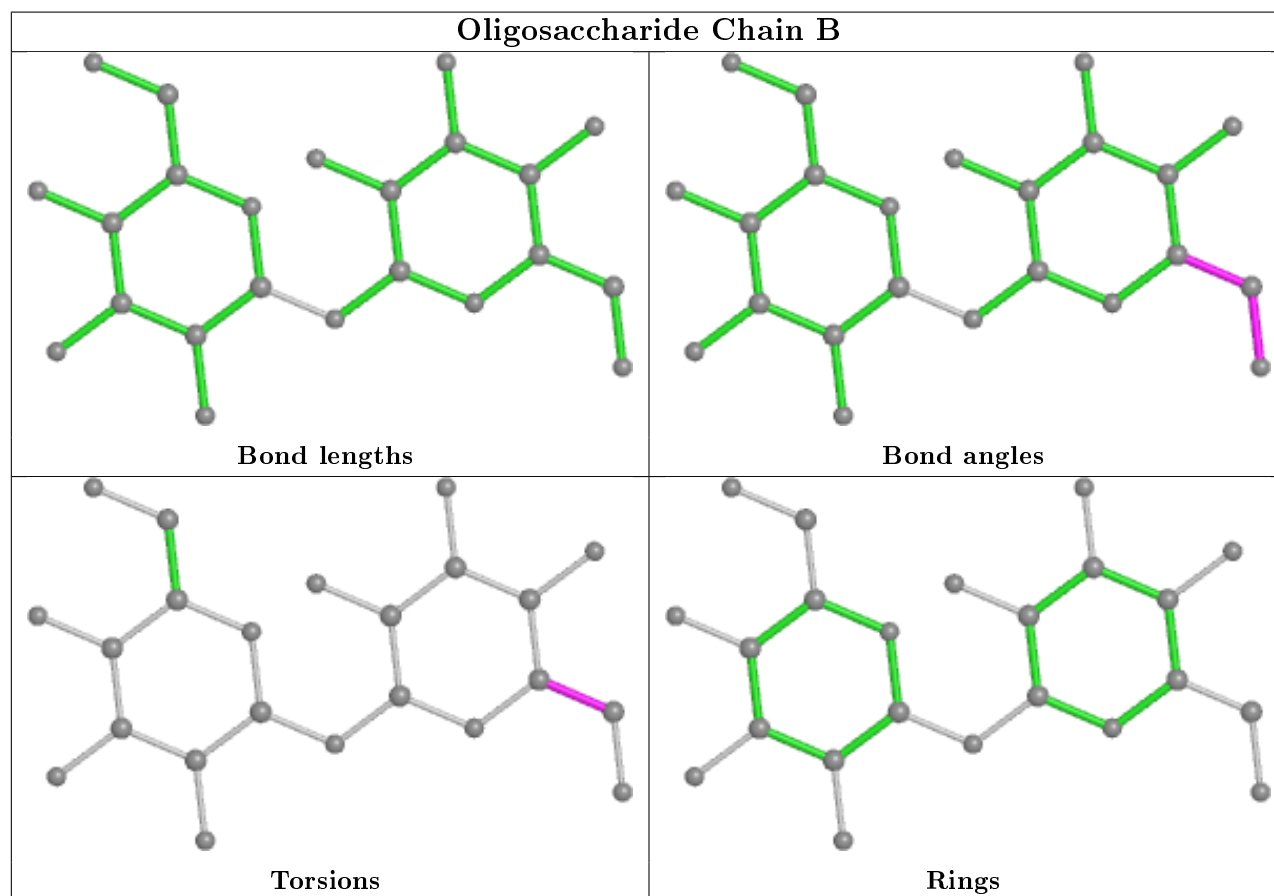 Oligosaccharide Chain B
Bond lengths
Bond angles
Torsions
Rings